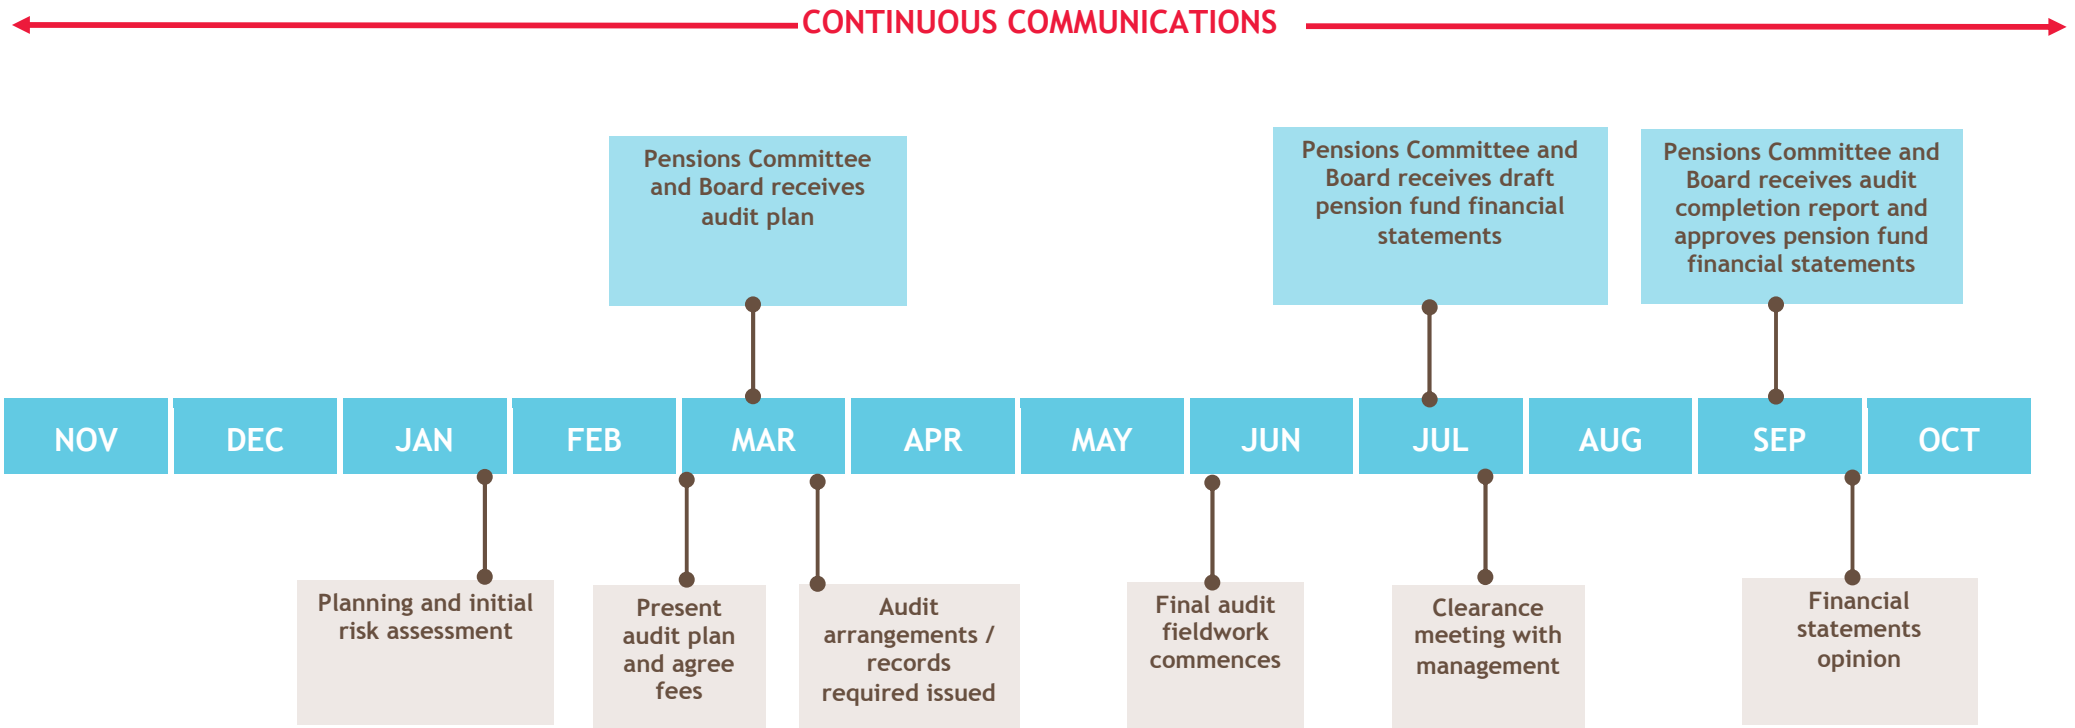 CONTINUOUS COMMUNICATIONS
Pensions Committee
and Board receives
audit plan
Pensions Committee and
Board receives draft
pension fund financial
statements
Pensions Committee and
Board receives audit
completion report and
approves pension fund
financial statements
NOV
DEC
JAN
FEB
MAR
APR
MAY
JUN
JUL
AUG
SEP
OCT
Planning and initial
risk assessment
Present
audit plan
and agree
fees
Audit
arrangements /
records
required issued
Final audit
fieldwork
commences
Clearance
meeting with
management
Financial
statements
opinion